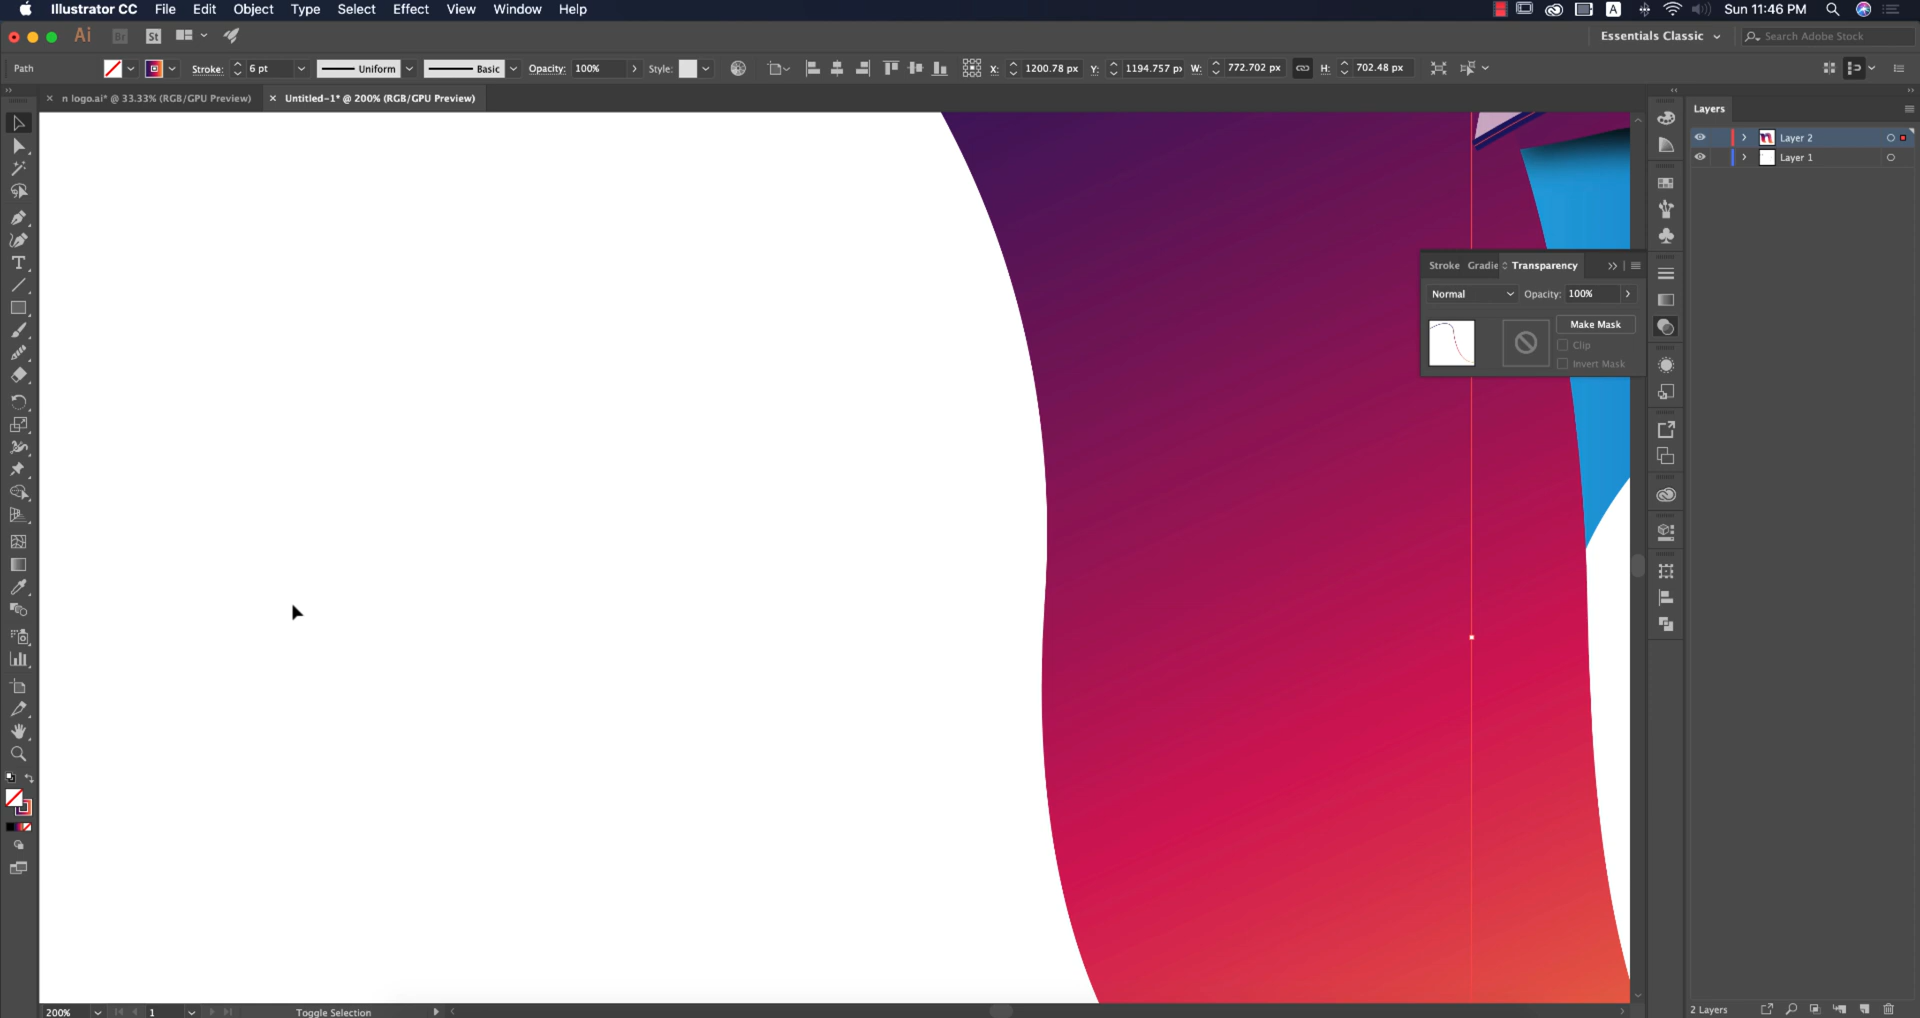 Illustrator CC File Edit Object Type Select Effect View Window Help
A Sun 11:46 PM
Ai Br St Essentials Classic Search Adobe Stock
Path Stroke: 6 pt Uniform Basic Opacity: 100% Style: X: 1200.78 px Y: 1194.757 px W: 772.702 px H: 702.48 px
n logo.ai* @ 33.33% (RGB/GPU Preview) Untitled-1* @ 200% (RGB/GPU Preview)
Layers
Layer 2
Layer 1
Stroke Gradie Transparency
Normal Opacity: 100%
Make Mask
Clip
Invert Mask
200% 1 Toggle Selection
2 Layers